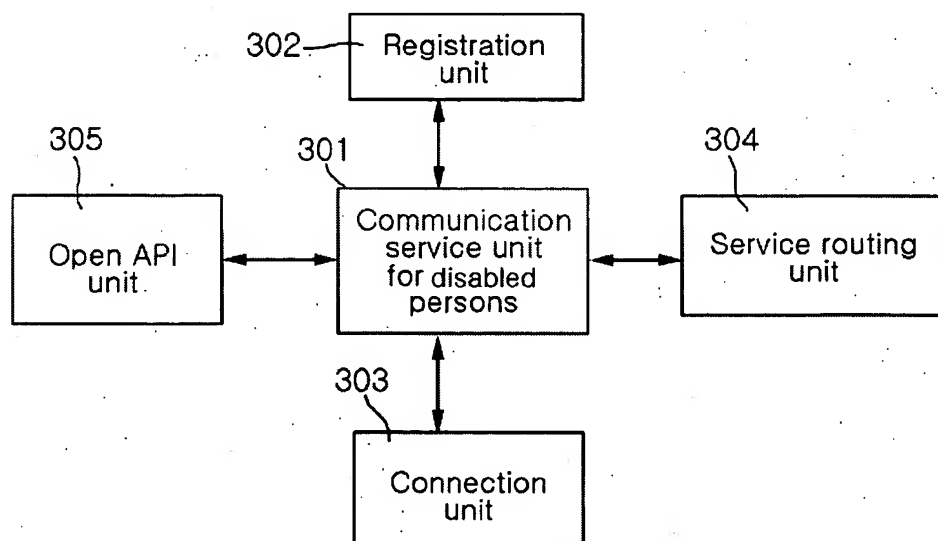 302
Registration
unit
305
301
304
Open API
unit
Communication
service unit
for disabled
persons
Service routing
unit
303
Connection
unit